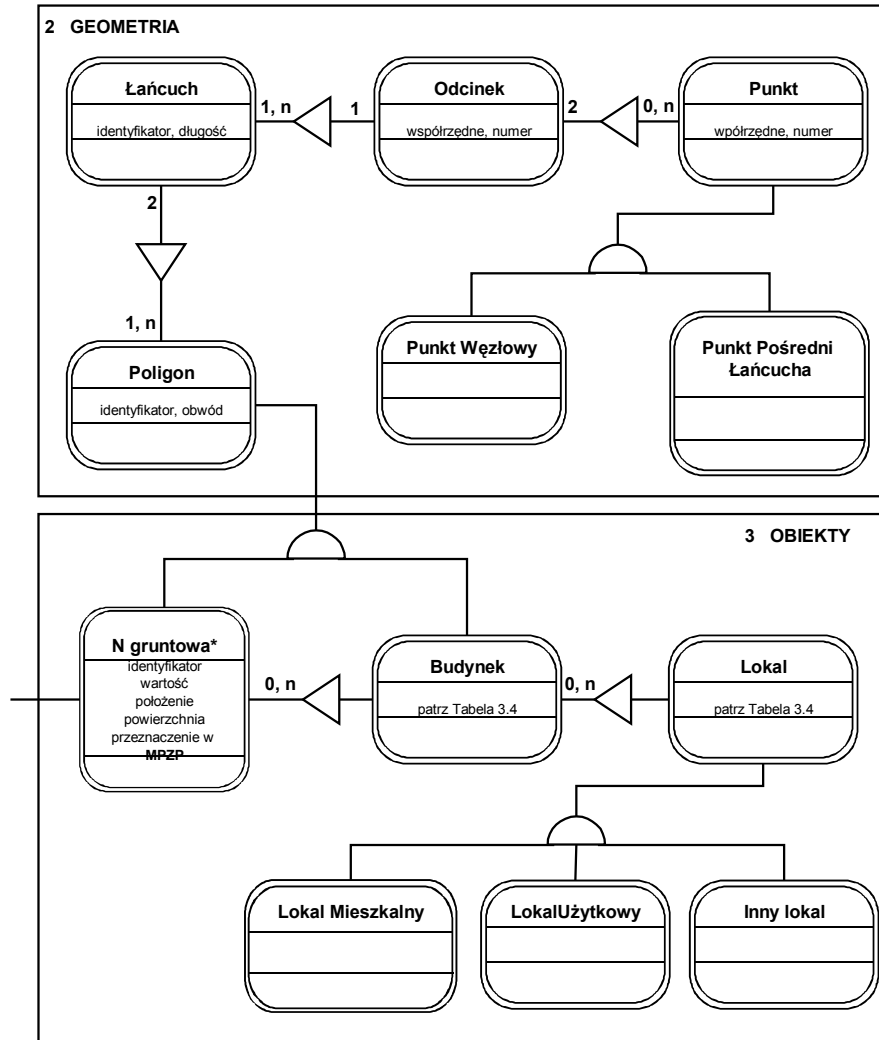 2 GEOMETRIA
Łańcuch
identyfikator, długość
1, n
1
Odcinek
współrzędne, numer
2
0, n
Punkt
wpółrzędne, numer
2
1, n
Poligon
identyfikator, obwód
Punkt Węzłowy
Punkt Pośredni
Łańcucha
3 OBIEKTY
N gruntowa*
identyfikator
wartość
położenie
powierzchnia
przeznaczenie w
MPZP
0, n
Budynek
patrz Tabela 3.4
0, n
Lokal
patrz Tabela 3.4
Lokal Mieszkalny
LokalUżytkowy
Inny lokal